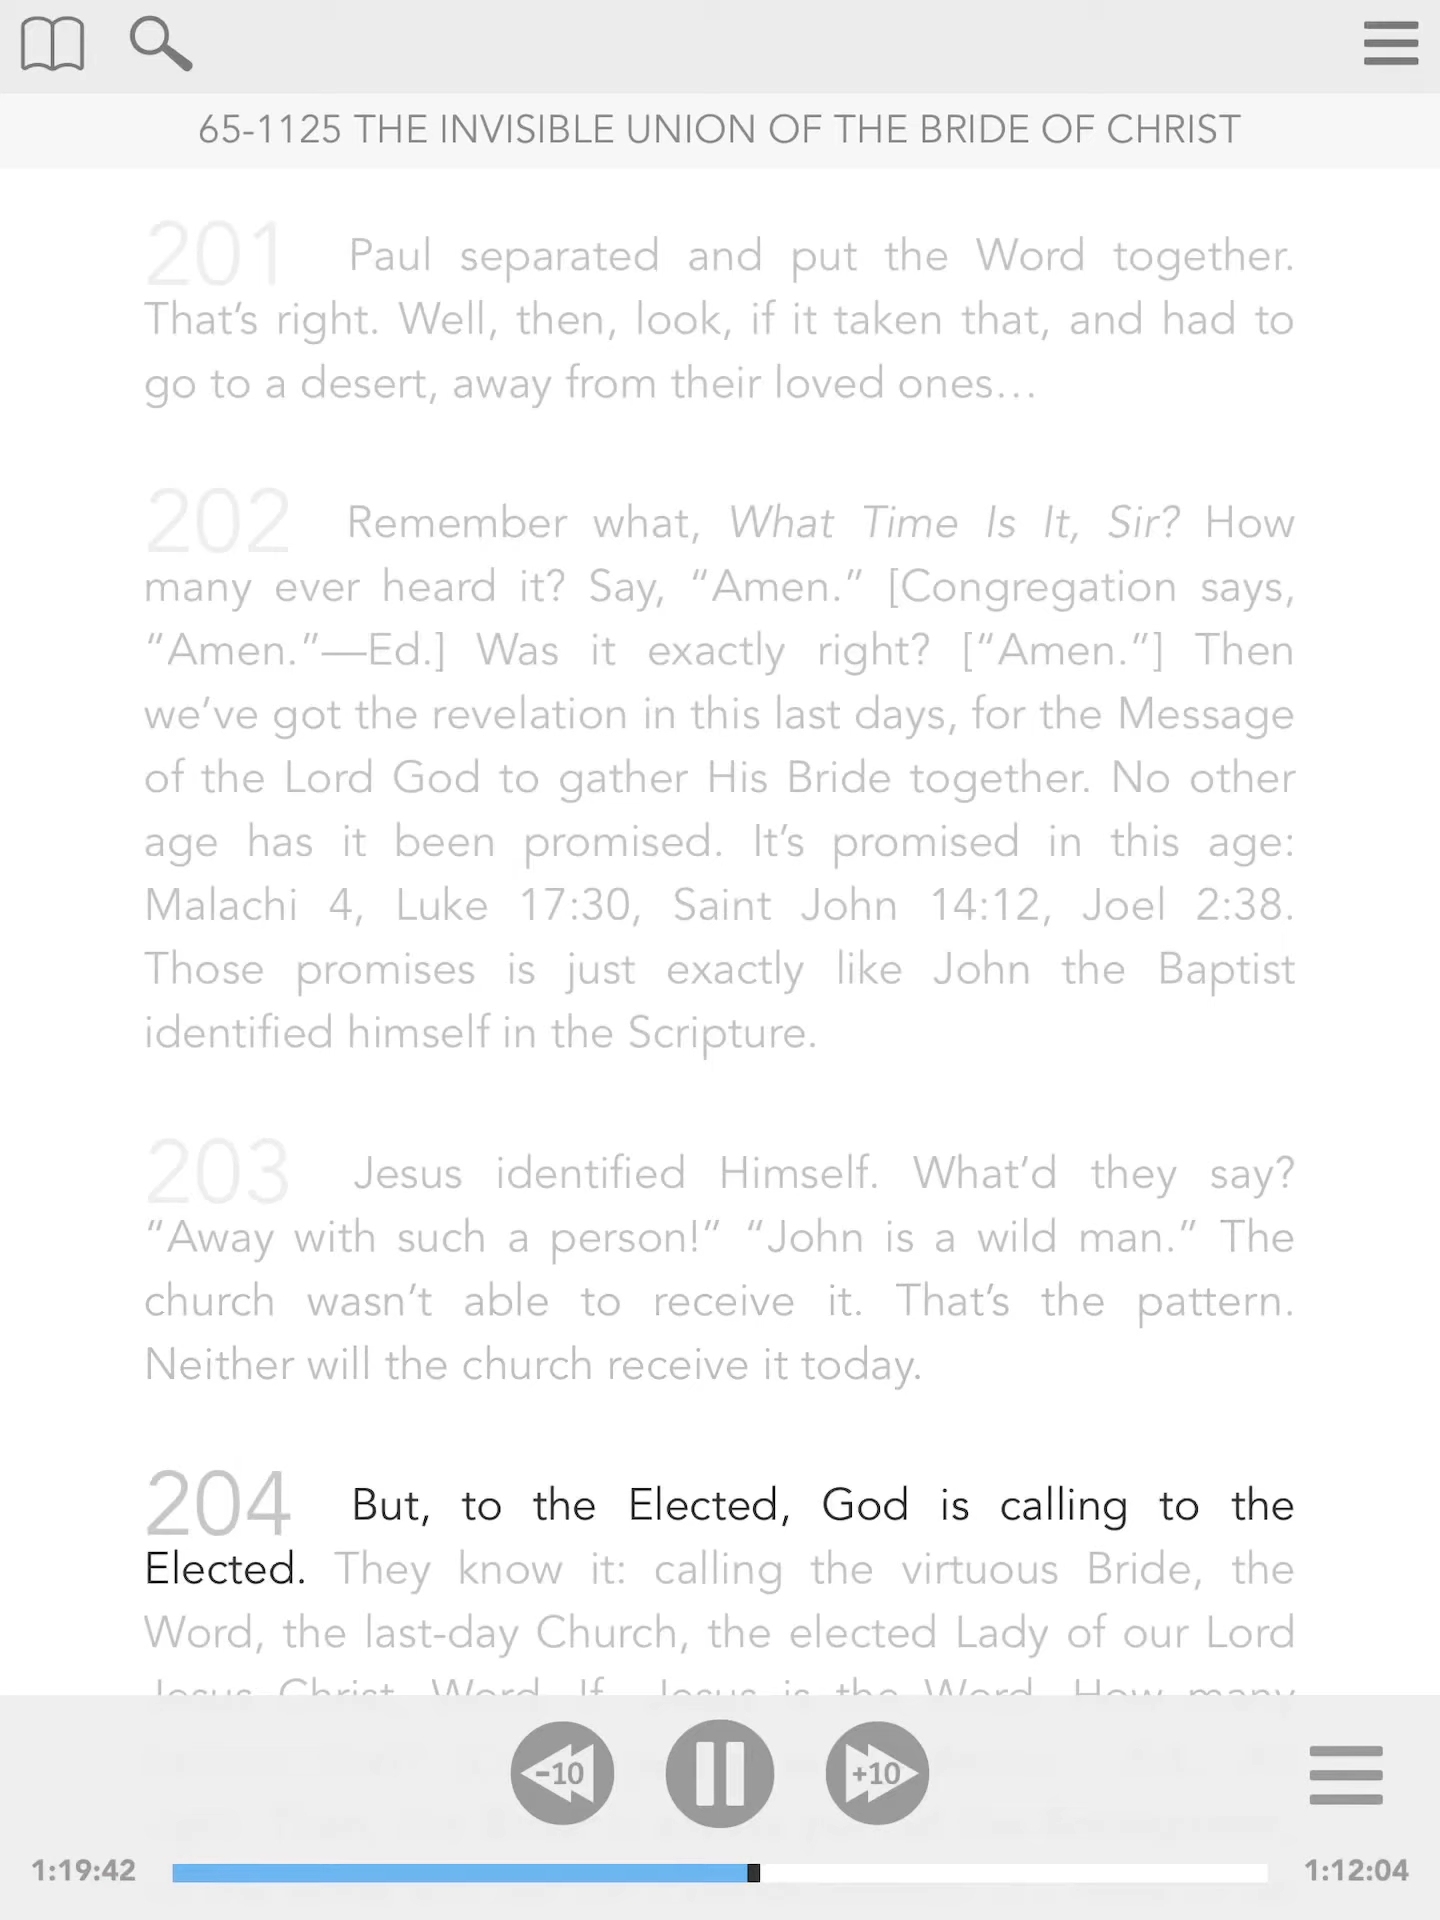 65-1125 THE INVISIBLE UNION OF THE BRIDE OF CHRIST
201 Paul separated and put the Word together.
That’s right. Well, then, look, if it taken that, and had to
go to a desert, away from their loved ones…
202 Remember what, What Time Is It, Sir? How
many ever heard it? Say, “Amen.” [Congregation says,
“Amen.”—Ed.] Was it exactly right? [“Amen.”] Then
we’ve got the revelation in this last days, for the Message
of the Lord God to gather His Bride together. No other
age has it been promised. It’s promised in this age:
Malachi 4, Luke 17:30, Saint John 14:12, Joel 2:38.
Those promises is just exactly like John the Baptist
identified himself in the Scripture.
203 Jesus identified Himself. What’d they say?
“Away with such a person!” “John is a wild man.” The
church wasn’t able to receive it. That’s the pattern.
Neither will the church receive it today.
204 But, to the Elected, God is calling to the
Elected. They know it: calling the virtuous Bride, the
Word, the last-day Church, the elected Lady of our Lord
Jesus Christ, Word. If, Jesus is the Word. How many
-10 +10
1:19:42 1:12:04